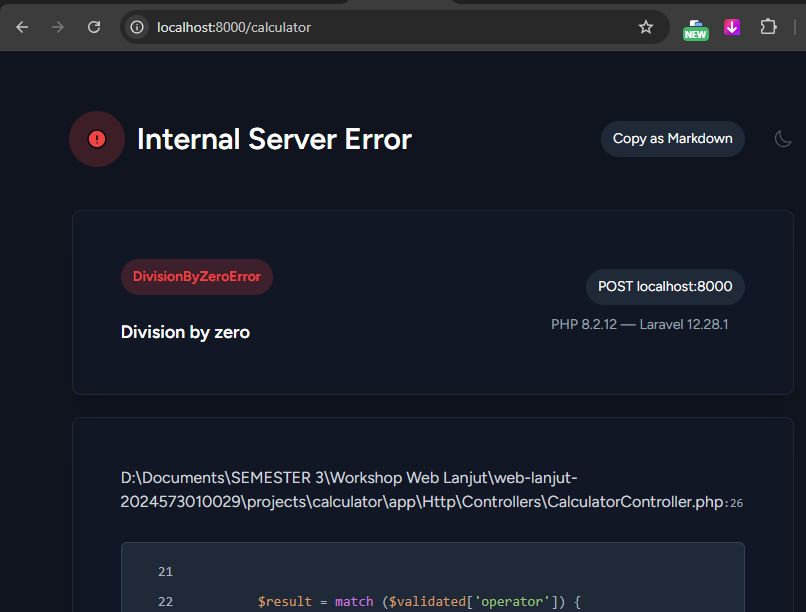 localhost:8000/calculator
NEW
Internal Server Error
Copy as Markdown
DivisionByZeroError
POST localhost:8000
Division by zero
PHP 8.2.12 — Laravel 12.28.1
D:\Documents\SEMESTER 3\Workshop Web Lanjut\web-lanjut-
2024573010029\projects\calculator\app\Http\Controllers\CalculatorController.php:26
21
22 $result = match ($validated['operator']) {